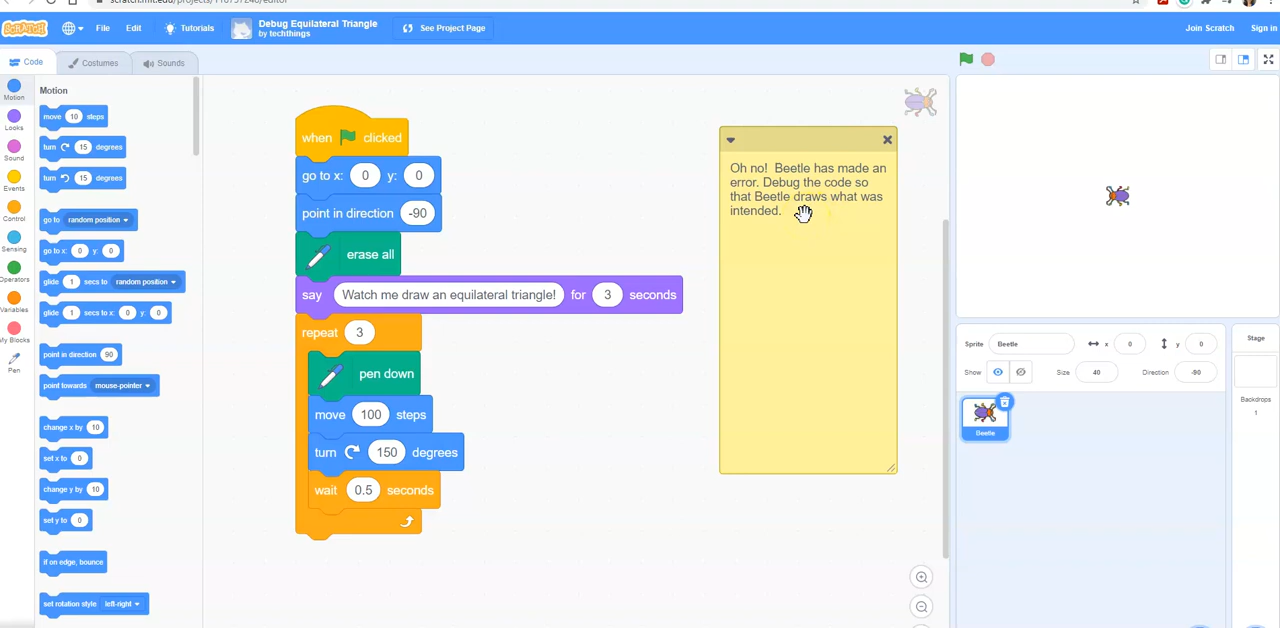 scratch.mit.edu/projects/118757248/editor
SCRATCH File Edit Tutorials Debug Equilateral Triangle See Project Page Join Scratch Sign in
by techthings
Code Costumes Sounds
Motion
Looks
Sound
Events
Control
Sensing
Operators
Variables
My Blocks
Pen
Motion
move 10 steps
turn 15 degrees
turn 15 degrees
go to random position
go to x: 0 y: 0
glide 1 secs to random position
glide 1 secs to x: 0 y: 0
point in direction 90
point towards mouse-pointer
change x by 10
set x to 0
change y by 10
set y to 0
if on edge, bounce
set rotation style left-right
when clicked
go to x: 0 y: 0
point in direction -90
erase all
say Watch me draw an equilateral triangle! for 3 seconds
repeat 3
pen down
move 100 steps
turn 150 degrees
wait 0.5 seconds
Oh no! Beetle has made an
error. Debug the code so
that Beetle draws what was
intended.
Sprite Beetle x 0 y 0
Show Size 40 Direction -90
Beetle
Stage
Backdrops
1